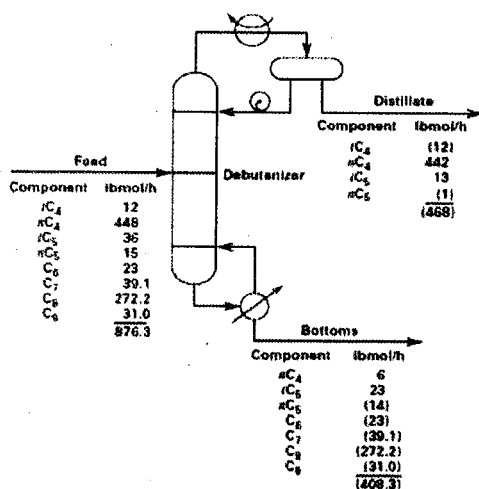 Distillate
Component lbmol/h
iC4 (12)
nC4 442
iC5 13
nC5 (1)
(468)
Feed
Debutanizer
Component lbmol/h
iC4 12
nC4 448
iC5 36
nC5 15
C6 23
C7 39.1
C8 272.2
C9 31.0
876.3
Bottoms
Component lbmol/h
nC4 6
iC5 23
nC5 (14)
C6 (23)
C7 (39.1)
C8 (272.2)
C9 (31.0)
(408.3)